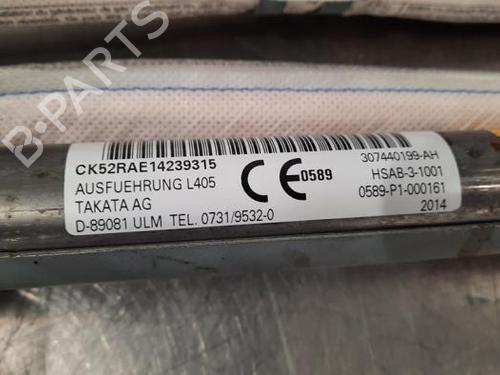 CK52RAE14239315
AUSFUEHRUNG L405
TAKATA AG
D-89081 ULM TEL. 0731/9532-0
CE 0589
307440199-AH
HSAB-3-1001
0589-P1-000161
2014
B-PARTS